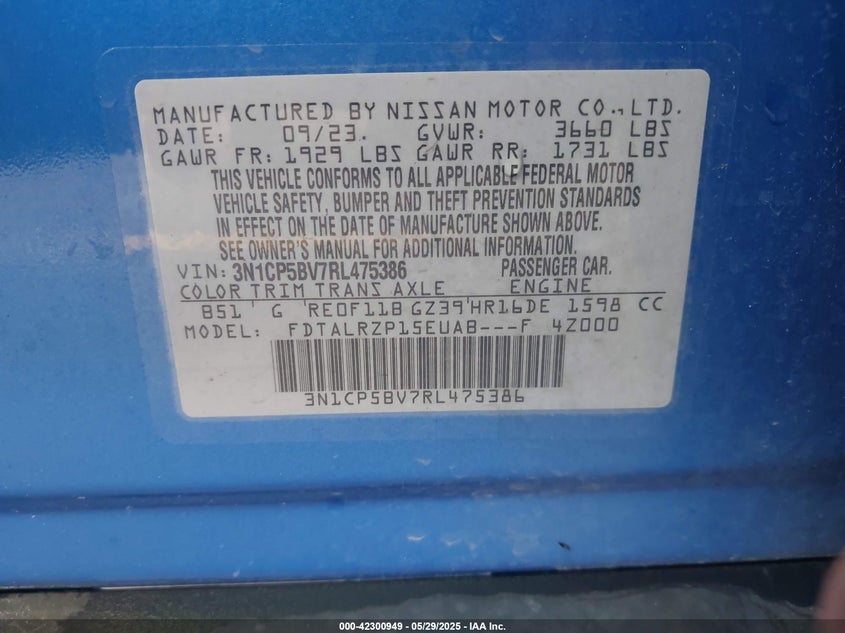 MANUFACTURED BY NISSAN MOTOR CO.,LTD.
DATE: 09/23. GVWR: 3660 LBS
GAWR FR: 1929 LBS GAWR RR: 1731 LBS
THIS VEHICLE CONFORMS TO ALL APPLICABLE FEDERAL MOTOR
VEHICLE SAFETY, BUMPER AND THEFT PREVENTION STANDARDS
IN EFFECT ON THE DATE OF MANUFACTURE SHOWN ABOVE.
SEE OWNER'S MANUAL FOR ADDITIONAL INFORMATION.
VIN: 3N1CP5BV7RL475386 PASSENGER CAR.
COLOR TRIM TRANS AXLE ENGINE
B51 G RE0F11B GZ39 HR16DE 1598 CC
MODEL: FDTALRZP15EUAB---F 4Z000
3N1CP5BV7RL475386
000-42300949 - 05/29/2025 - IAA Inc.